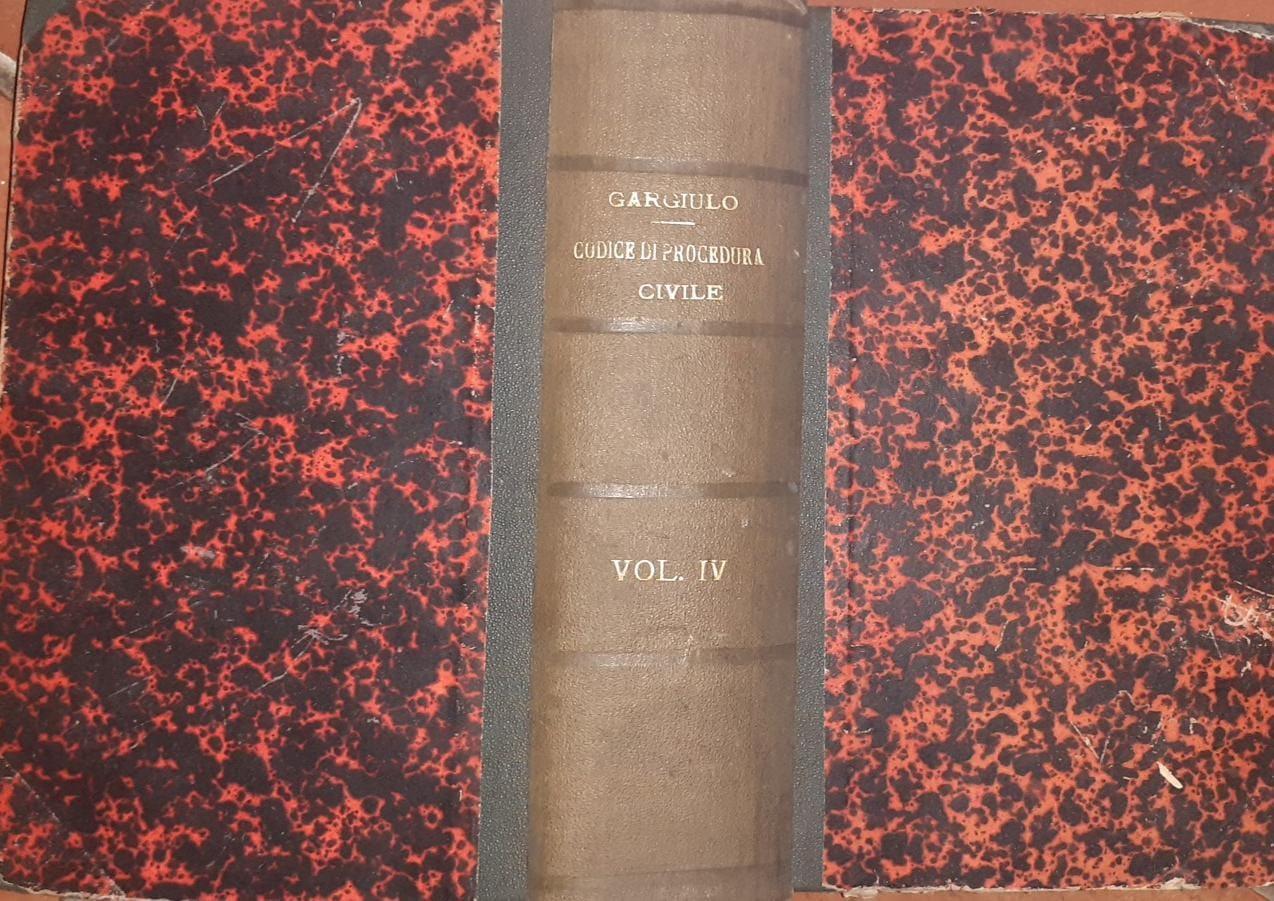 GARGIULO
CODICE DI PROCEDURA
CIVILE
VOL. IV